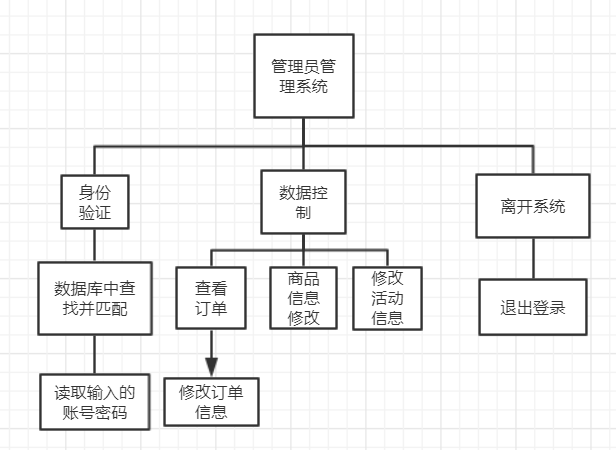 管理员管
理系统
身份
验证
数据控
制
离开系统
数据库中查
找并匹配
查看
订单
商品
信息
修改
修改
活动
信息
退出登录
读取输入的
账号密码
修改订单
信息